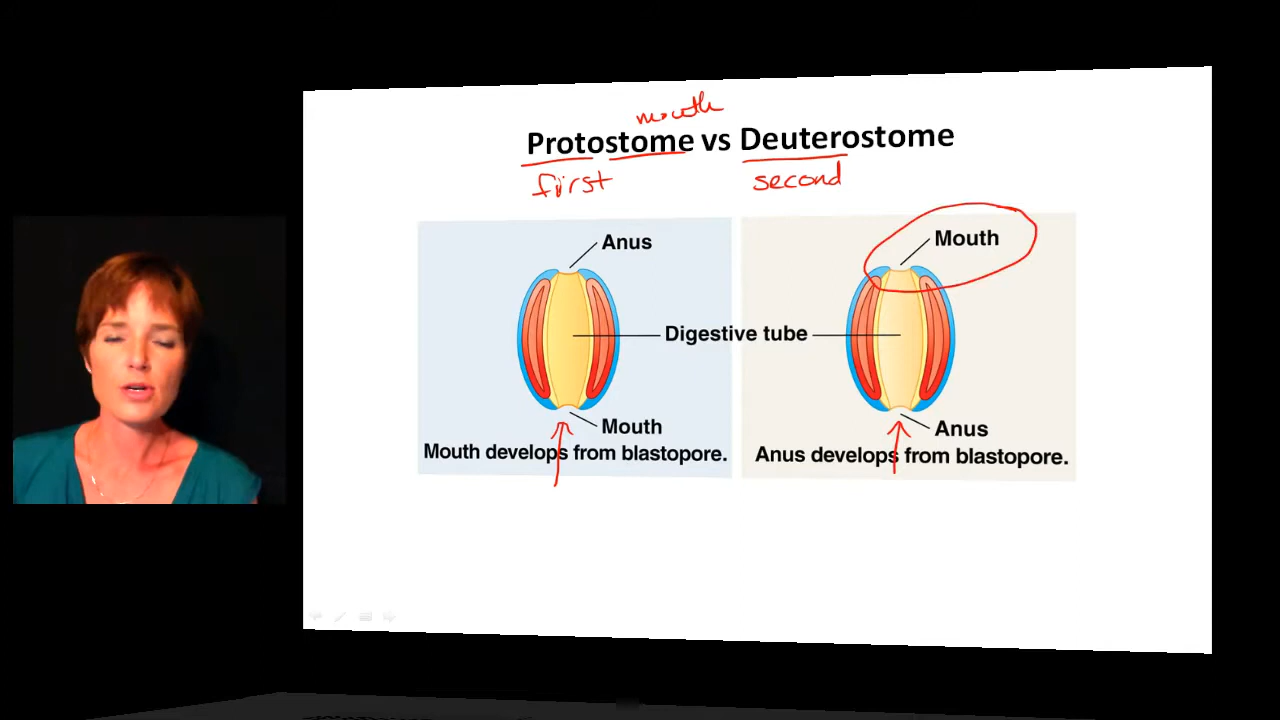 mouth
Protostome vs Deuterostome
first second
Anus
Mouth
Digestive tube
Mouth
Anus
Mouth develops from blastopore.
Anus develops from blastopore.